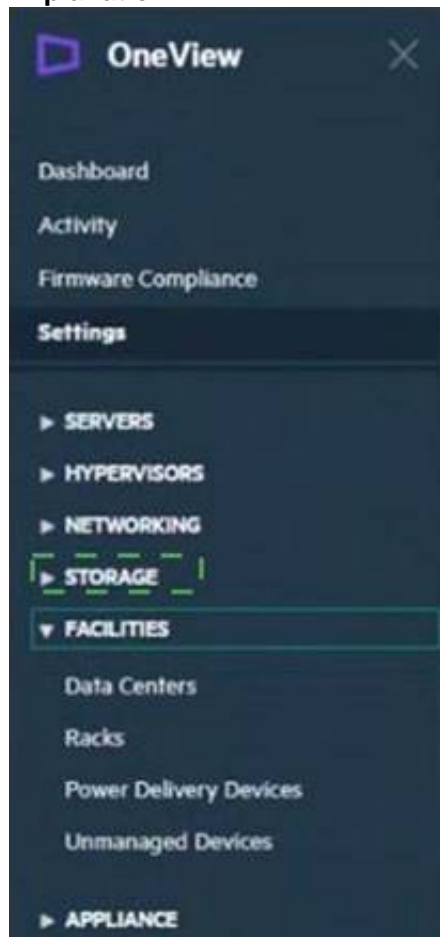 OneView
Dashboard
Activity
Firmware Compliance
Settings
SERVERS
HYPERVISORS
NETWORKING
STORAGE
FACILITIES
Data Centers
Racks
Power Delivery Devices
Unmanaged Devices
APPLIANCE